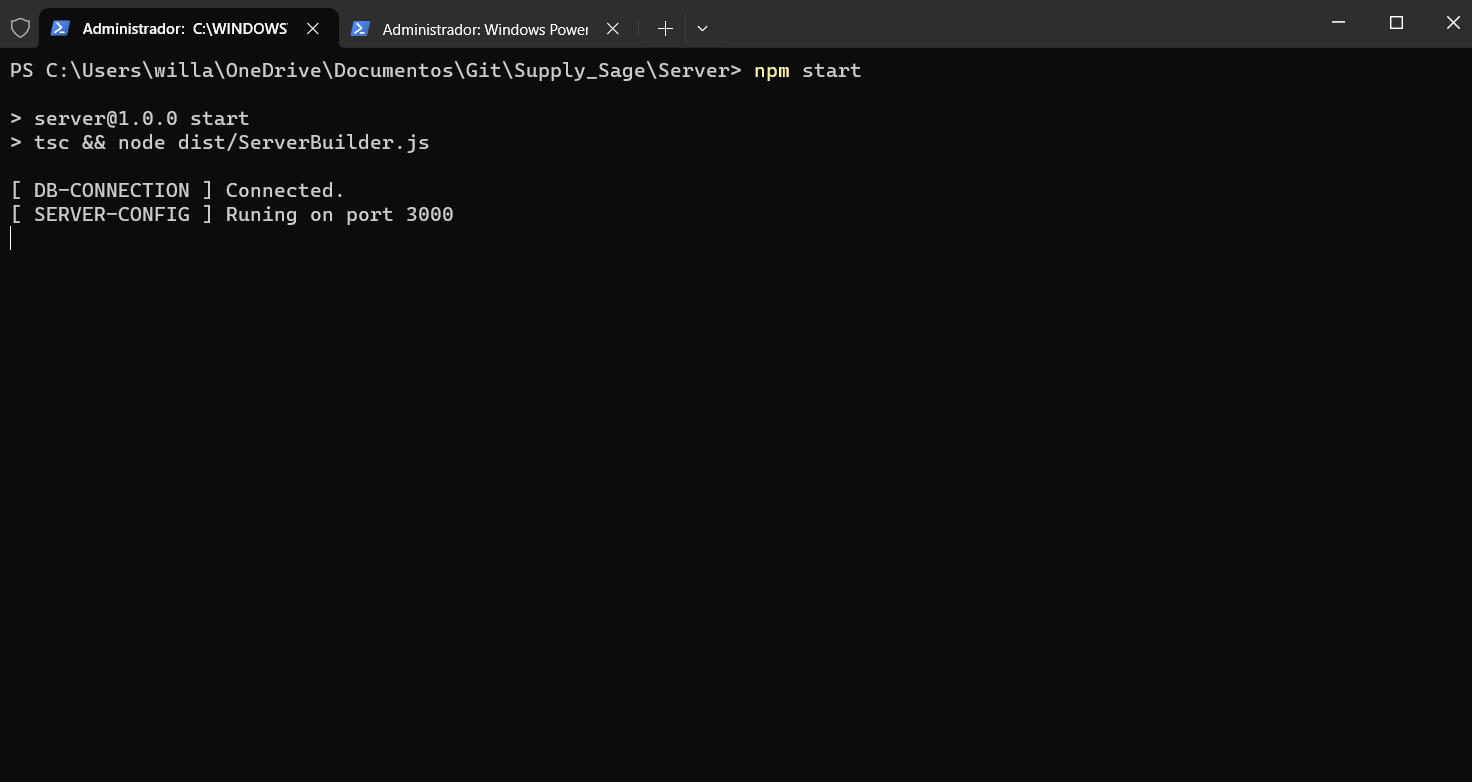 Administrador: C:\WINDOWS
Administrador: Windows Power
PS C:\Users\willa\OneDrive\Documentos\Git\Supply_Sage\Server> npm start
> server@1.0.0 start
> tsc && node dist/ServerBuilder.js
[ DB-CONNECTION ] Connected.
[ SERVER-CONFIG ] Runing on port 3000